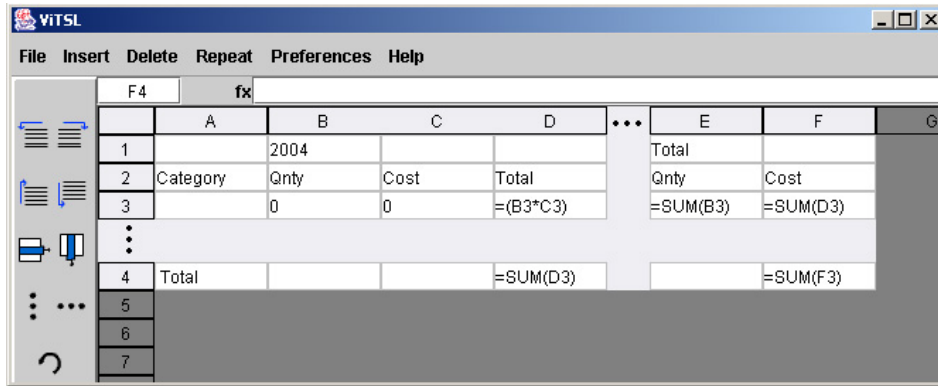 ViTSL
File Insert Delete Repeat Preferences Help
F4 fx
A B C D ••• E F G
1 2004 Total
2 Category Qnty Cost Total Qnty Cost
3 0 0 =(B3*C3) =SUM(B3) =SUM(D3)
4 Total =SUM(D3) =SUM(F3)
5
6
7